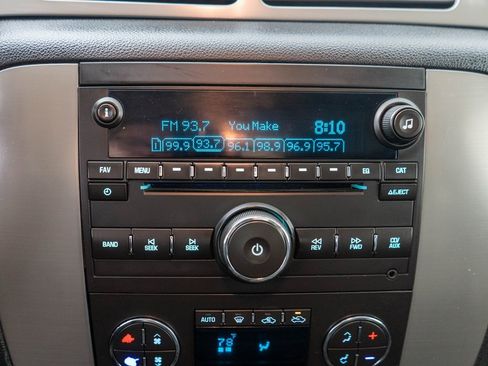 FM 93.7 You Make 8:10
1 99.9 93.7 96.1 98.9 96.9 95.7
FAV MENU EQ CAT
EJECT
BAND SEEK SEEK REV FWD CD/AUX
AUTO
78°